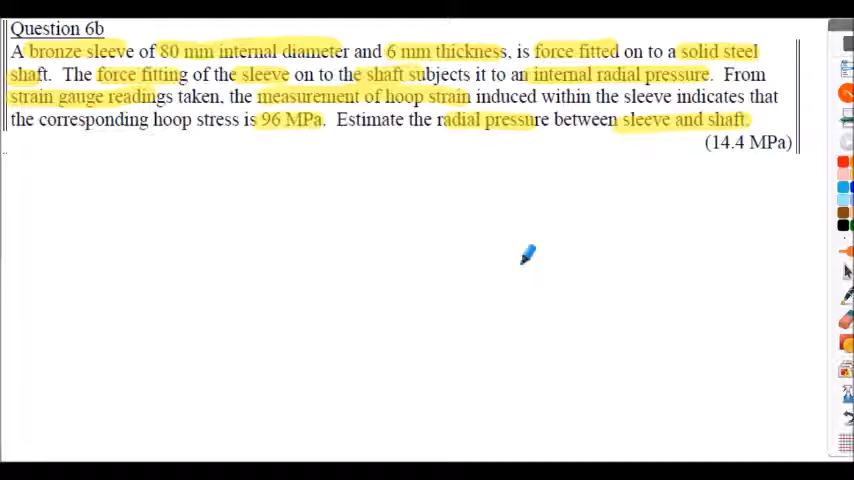 Question 6b
A bronze sleeve of 80 mm internal diameter and 6 mm thickness, is force fitted on to a solid steel
shaft. The force fitting of the sleeve on to the shaft subjects it to an internal radial pressure. From
strain gauge readings taken, the measurement of hoop strain induced within the sleeve indicates that
the corresponding hoop stress is 96 MPa. Estimate the radial pressure between sleeve and shaft.
(14.4 MPa)